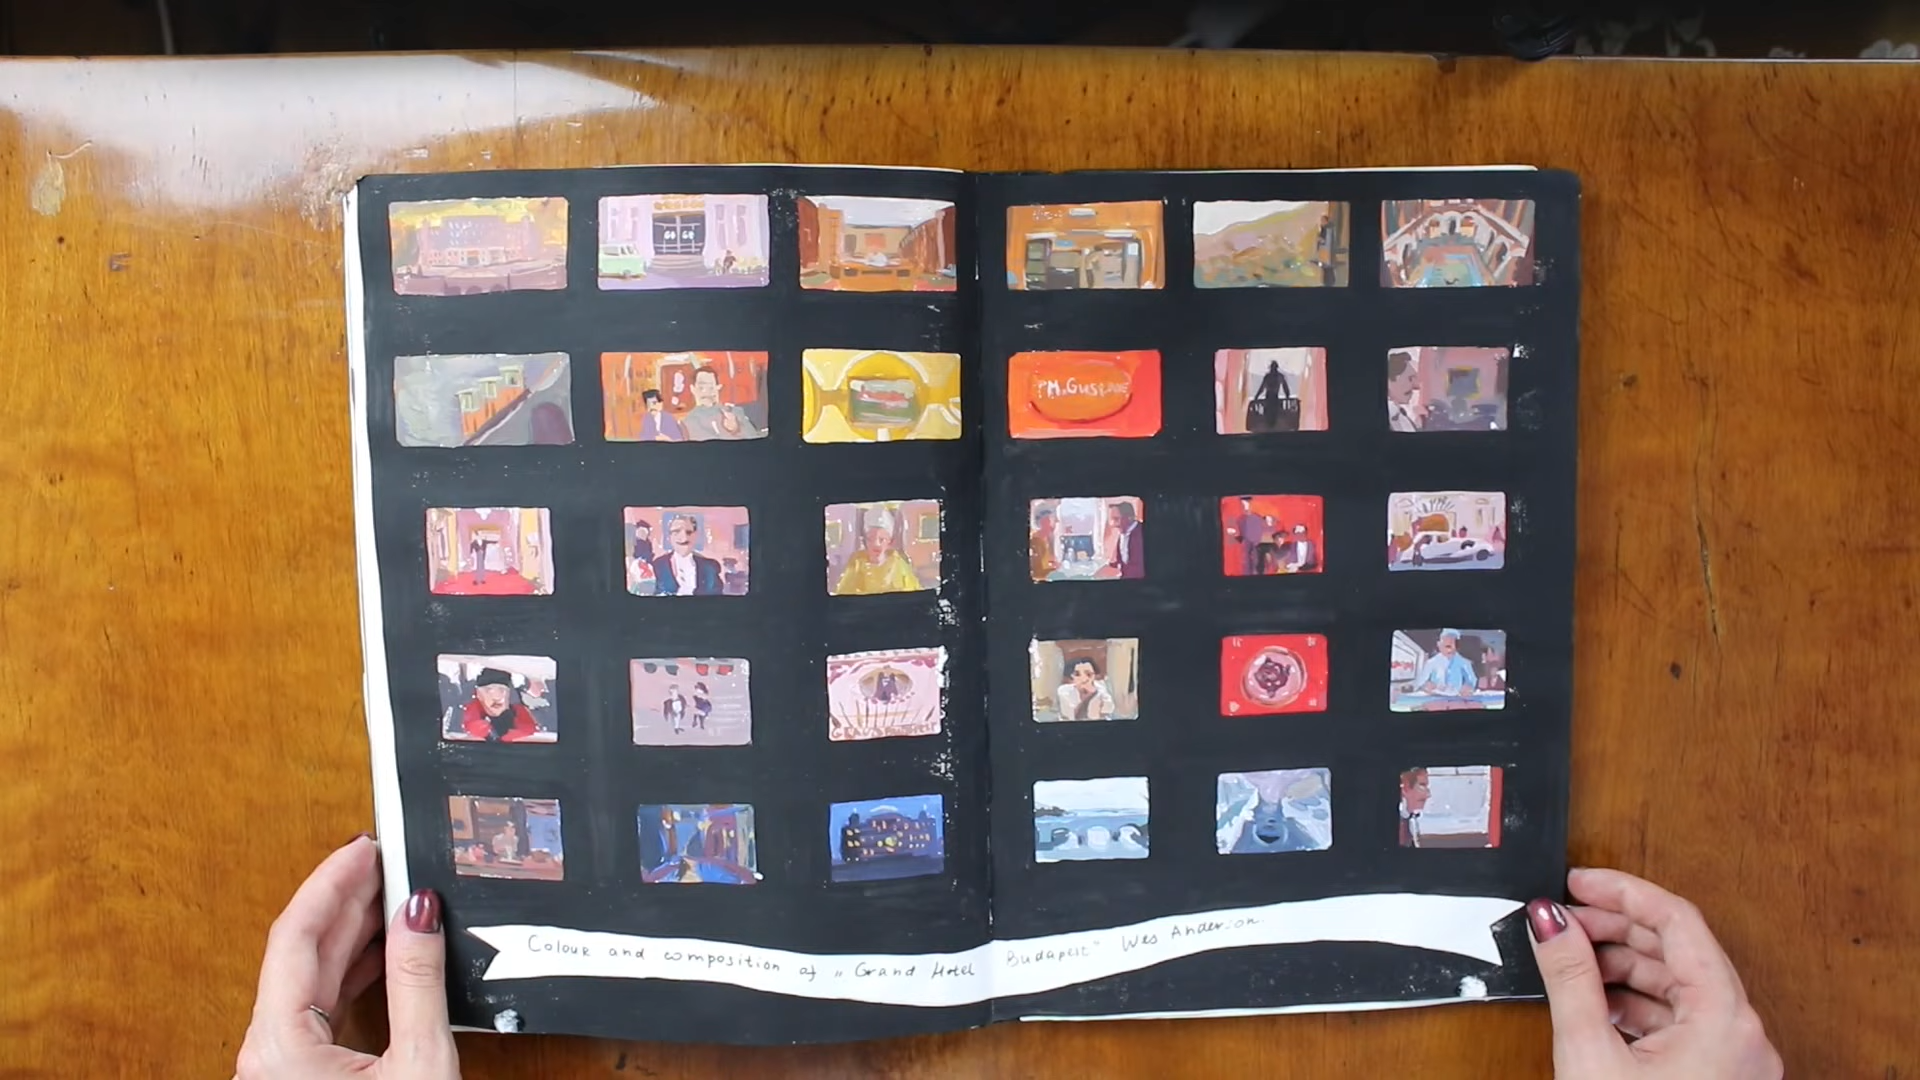 "M. Gustave
Colour and composition of „ Grand Hotel Budapest" Wes Anderson.